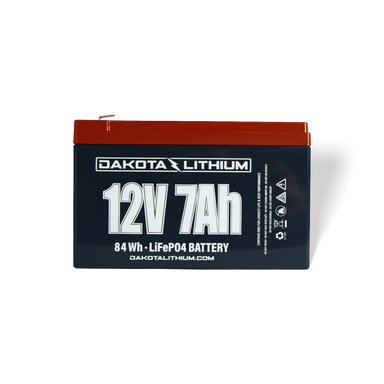 DAKOTA LITHIUM
12V 7Ah
84 Wh · LiFePO4 BATTERY
DAKOTALITHIUM.COM